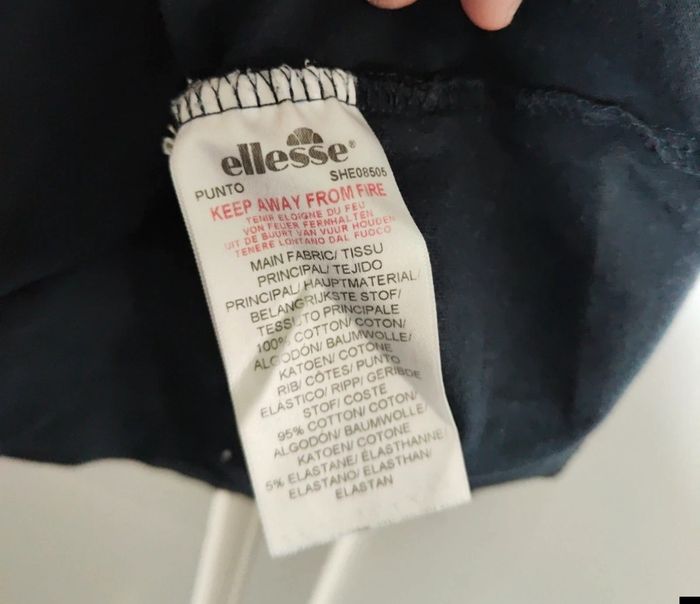 ellesse®
PUNTO SHE08505
KEEP AWAY FROM FIRE
TENIR ELOIGNE DU FEU
VON FEUER FERNHALTEN
UIT DE BUURT VAN VUUR HOUDEN
TENERE LONTANO DAL FUOCO
MAIN FABRIC/ TISSU
PRINCIPAL/ TEJIDO
PRINCIPAL/ HAUPTMATERIAL/
BELANGRIJKSTE STOF/
TESSUTO PRINCIPALE
100% COTTON/ COTON/
ALGODÓN/ BAUMWOLLE/
KATOEN/ COTONE
RIB/ CÔTES/ PUNTO
ELÁSTICO/ RIPP/ GERIBDE
STOF/ COSTE
95% COTTON/ COTON/
ALGODÓN/ BAUMWOLLE/
KATOEN/ COTONE
5% ELASTANE/ ÉLASTHANNE/
ELASTANO/ ELASTHAN/
ELASTAN